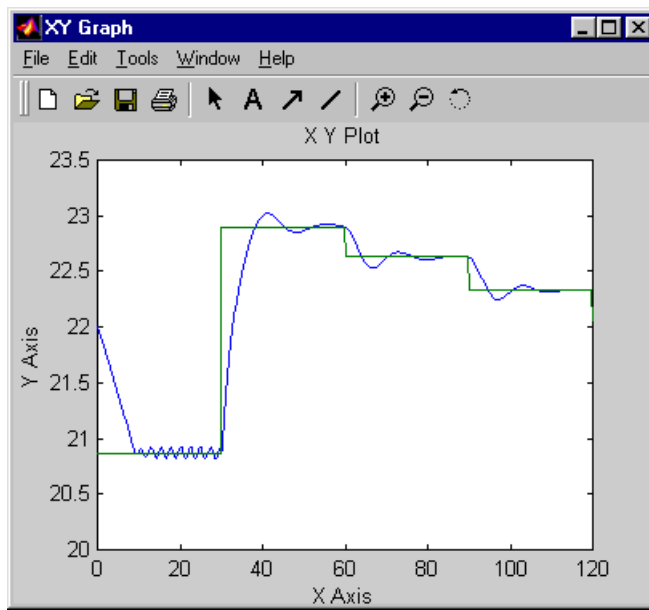 XY Graph
File Edit Tools Window Help
A
X Y Plot
23.5
23
22.5
22
21.5
21
20.5
20
Y Axis
0 20 40 60 80 100 120
X Axis